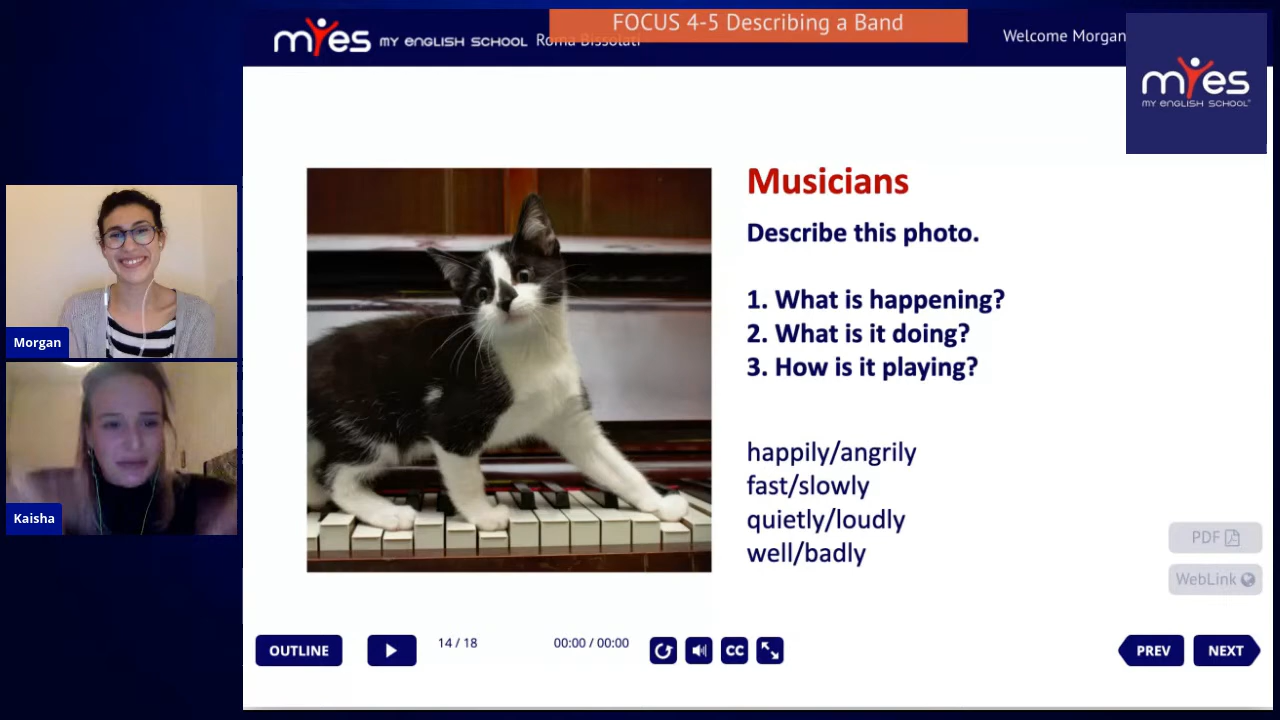 FOCUS 4-5 Describing a Band
myes MY ENGLISH SCHOOL Roma Bissolati
Welcome Morgan
myes
MY ENGLISH SCHOOL
Musicians
Describe this photo.
1. What is happening?
2. What is it doing?
3. How is it playing?
happily/angrily
fast/slowly
quietly/loudly
well/badly
Morgan
Kaisha
PDF
WebLink
OUTLINE
14 / 18
00:00 / 00:00
CC
PREV
NEXT